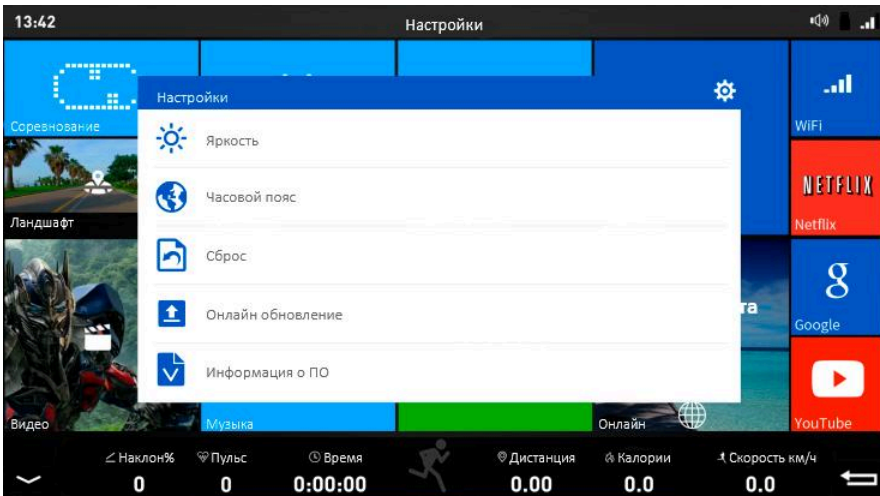 13:42
Настройки
Настройки
Соревнование
WiFi
Яркость
Часовой пояс
NETFLIX
Ландшафт
Netflix
Сброс
та
g
Google
Онлайн обновление
Информация о ПО
Видео
Музыка
Онлайн
YouTube
Наклон% Пульс Время Дистанция Калории Скорость км/ч
0 0 0:00:00 0.00 0.0 0.0